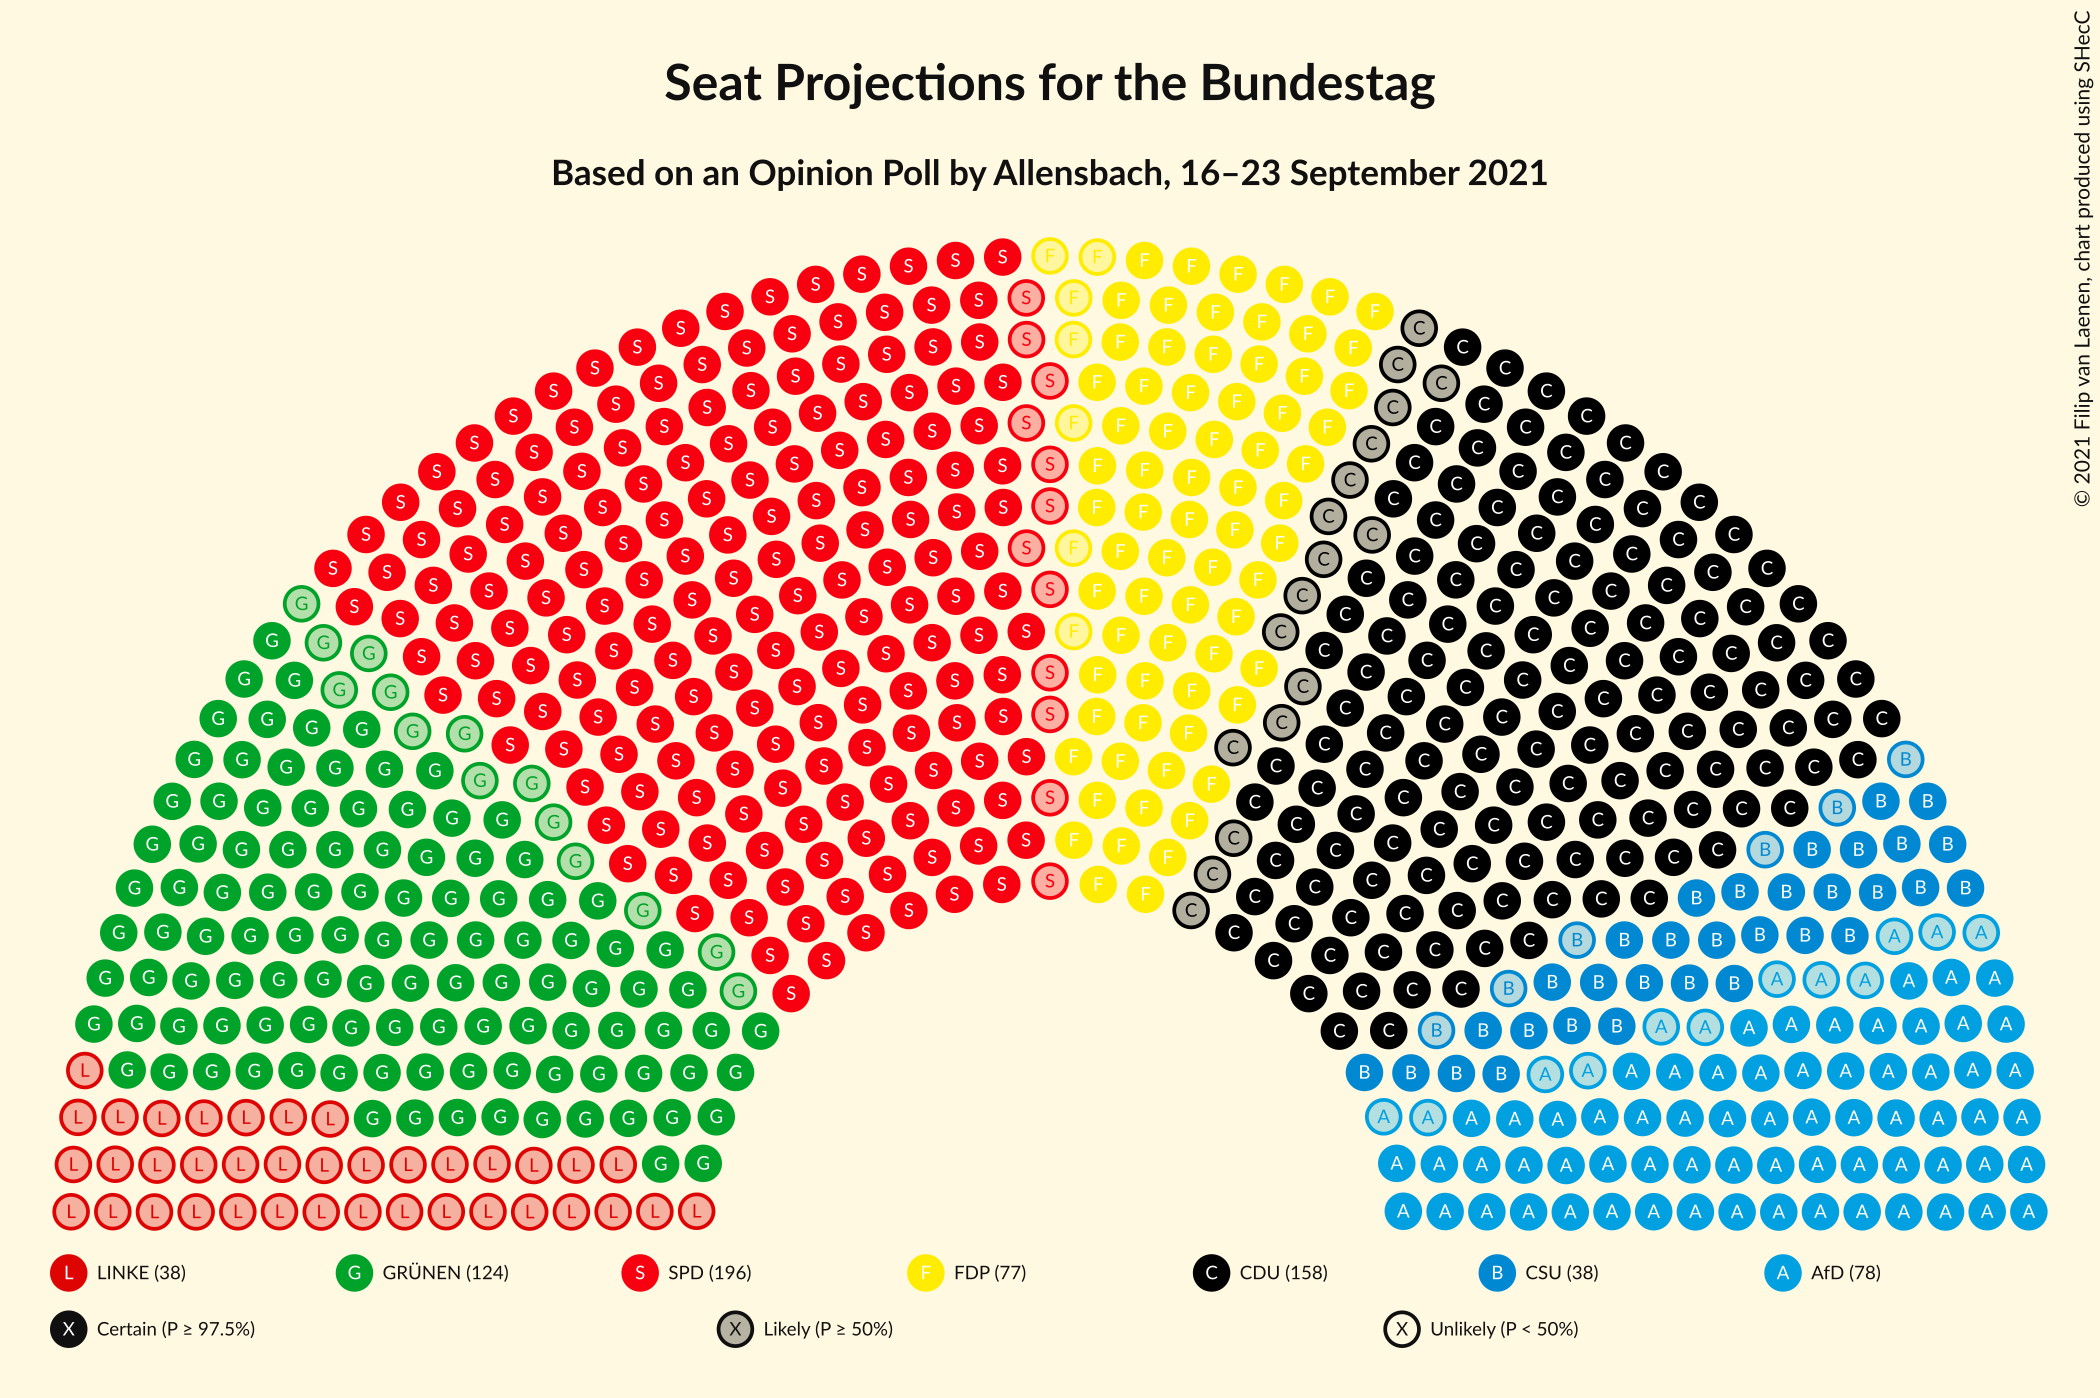 Seat Projections for the Bundestag
Based on an Opinion Poll by Allensbach, 16–23 September 2021
© 2021 Filip van Laenen, chart produced using SHecC
L LINKE (38) G GRÜNEN (124) S SPD (196) F FDP (77) C CDU (158) B CSU (38) A AfD (78)
X Certain (P ≥ 97.5%) X Likely (P ≥ 50%) X Unlikely (P < 50%)